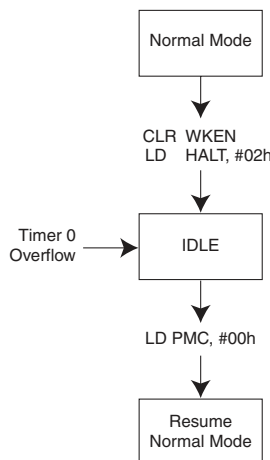 Normal Mode
CLR WKEN
LD HALT, #02h
Timer 0
Overflow
IDLE
LD PMC, #00h
Resume
Normal Mode